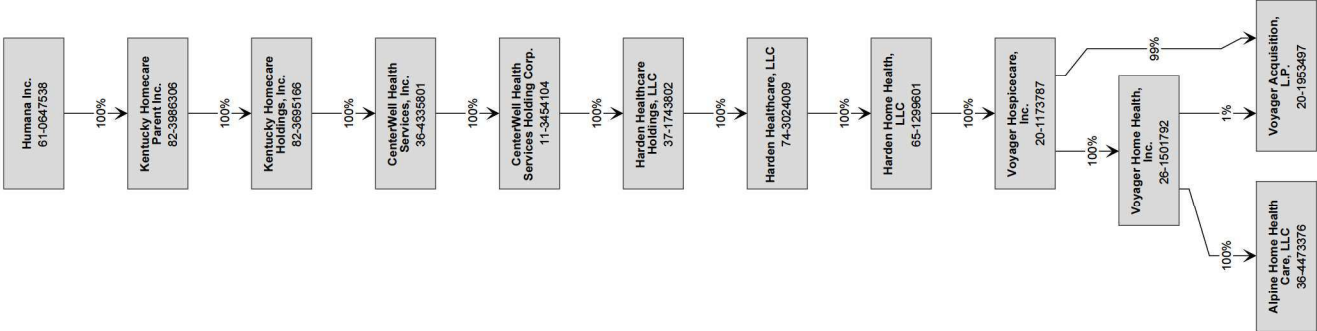 Humana Inc.
61-0647538
100%
Kentucky Homecare
Parent Inc.
82-3986306
100%
Kentucky Homecare
Holdings, Inc.
82-3695166
100%
CenterWell Health
Services, Inc.
36-4335801
100%
CenterWell Health
Services Holding Corp.
11-3454104
100%
Harden Healthcare
Holdings, LLC
37-1743802
100%
Harden Healthcare, LLC
74-3024009
100%
Harden Home Health,
LLC
65-1299601
100%
Voyager Hospicecare,
Inc.
20-1173787
100%
99%
Voyager Home Health,
Inc.
26-1501792
100%
1%
Alpine Home Health
Care, LLC
36-4473376
Voyager Acquisition,
L.P.
20-1953497